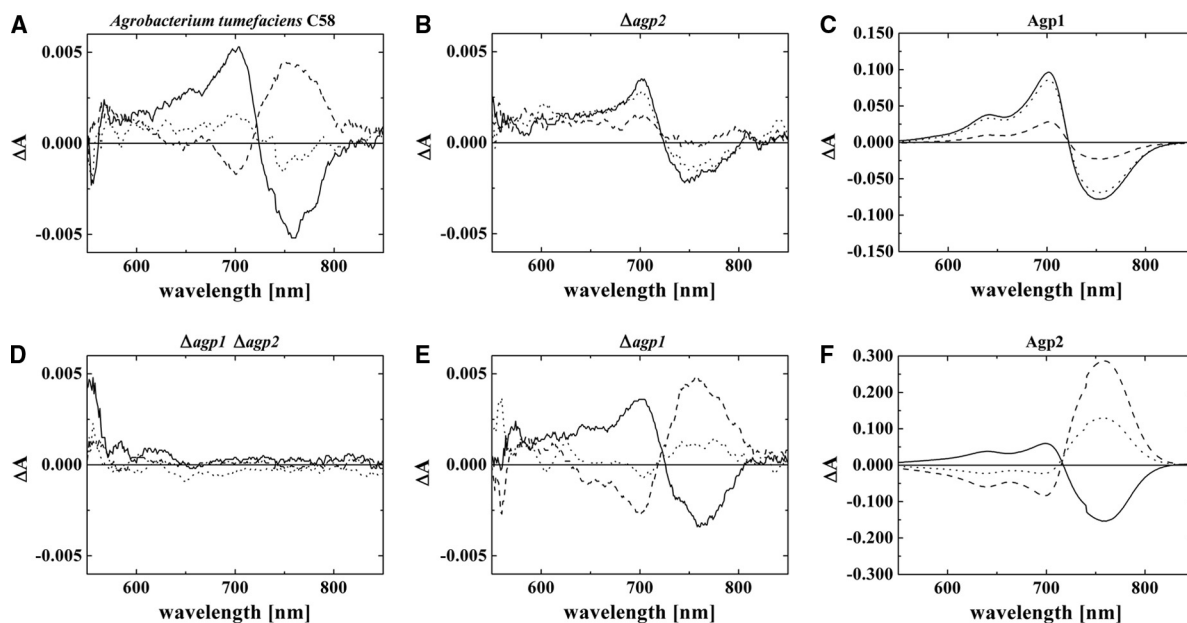 A
Agrobacterium tumefaciens C58
0.005
0.000
-0.005
ΔA
600
700
800
wavelength [nm]
B
Δagp2
0.005
0.000
-0.005
ΔA
600
700
800
wavelength [nm]
C
Agp1
0.150
0.100
0.050
0.000
-0.050
-0.100
-0.150
ΔA
600
700
800
wavelength [nm]
D
Δagp1 Δagp2
0.005
0.000
-0.005
ΔA
600
700
800
wavelength [nm]
E
Δagp1
0.005
0.000
-0.005
ΔA
600
700
800
wavelength [nm]
F
Agp2
0.300
0.200
0.100
0.000
-0.100
-0.200
-0.300
ΔA
600
700
800
wavelength [nm]